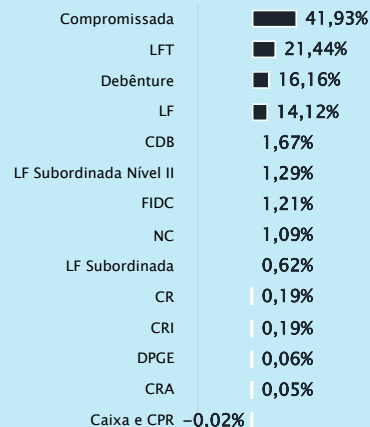 Compromissada 41,93%
LFT 21,44%
Debênture 16,16%
LF 14,12%
CDB 1,67%
LF Subordinada Nível II 1,29%
FIDC 1,21%
NC 1,09%
LF Subordinada 0,62%
CR 0,19%
CRI 0,19%
DPGE 0,06%
CRA 0,05%
Caixa e CPR −0,02%